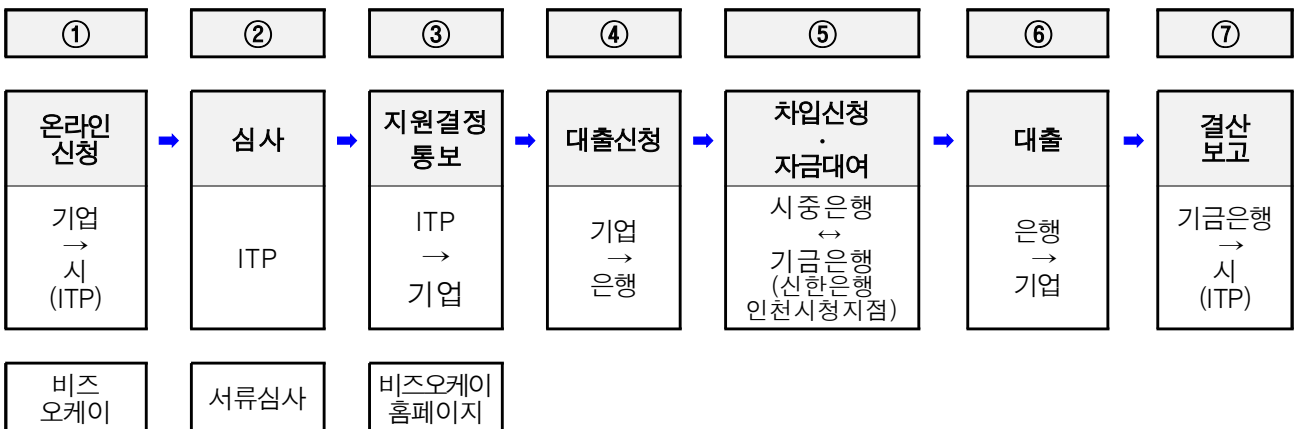 ①
②
③
④
⑤
⑥
⑦
온라인
신청
➡
심사
➡
지원결정
통보
➡
대출신청
➡
차입신청
·
자금대여
➡
대출
➡
결산
보고
기업
→
시
(ITP)
ITP
ITP
→
기업
기업
→
은행
시중은행
↔
기금은행
(신한은행
인천시청지점)
은행
→
기업
기금은행
→
시
(ITP)
비즈
오케이
서류심사
비즈오케이
홈페이지